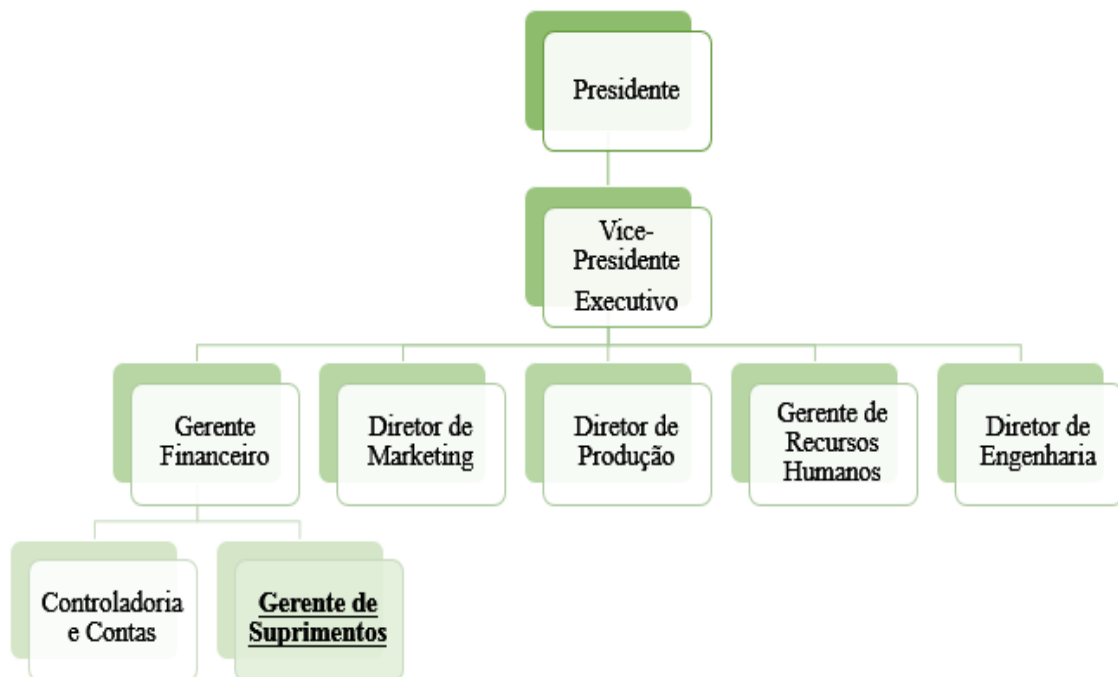 Presidente
Vice-
Presidente
Executivo
Gerente
Financeiro
Diretor de
Marketing
Diretor de
Produção
Gerente de
Recursos
Humanos
Diretor de
Engenharia
Controladoria
e Contas
Gerente de
Suprimentos